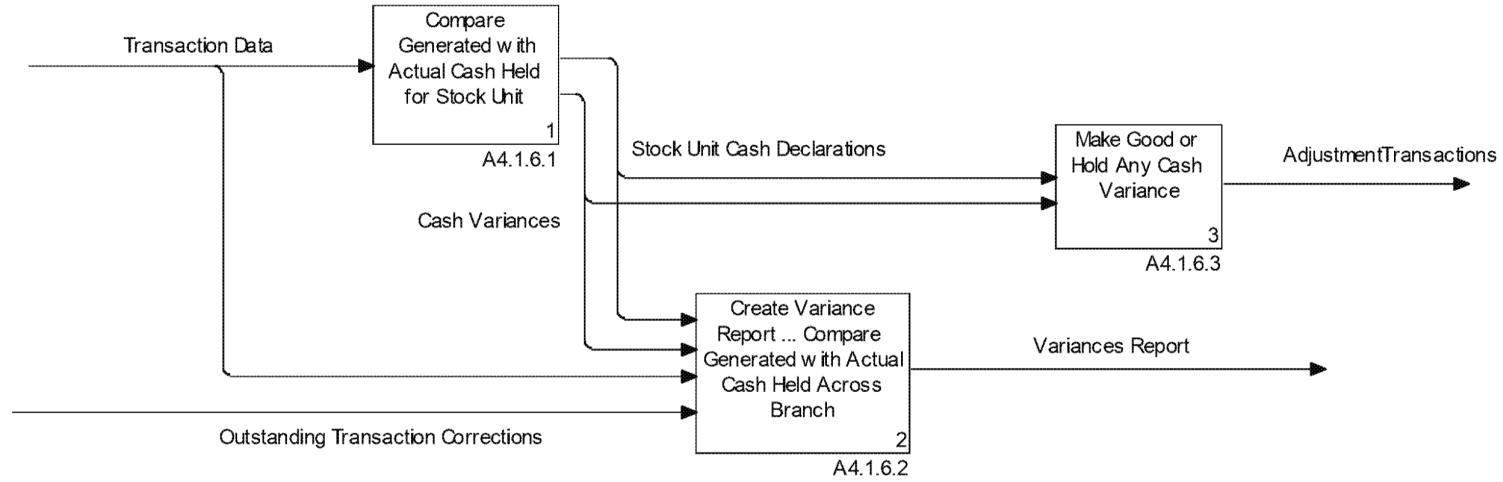 Transaction Data
Compare
Generated with
Actual Cash Held
for Stock Unit
1
A4.1.6.1
Stock Unit Cash Declarations
Make Good or
Hold Any Cash
Variance
3
A4.1.6.3
AdjustmentTransactions
Cash Variances
Create Variance
Report ... Compare
Generated with Actual
Cash Held Across
Branch
2
A4.1.6.2
Variances Report
Outstanding Transaction Corrections